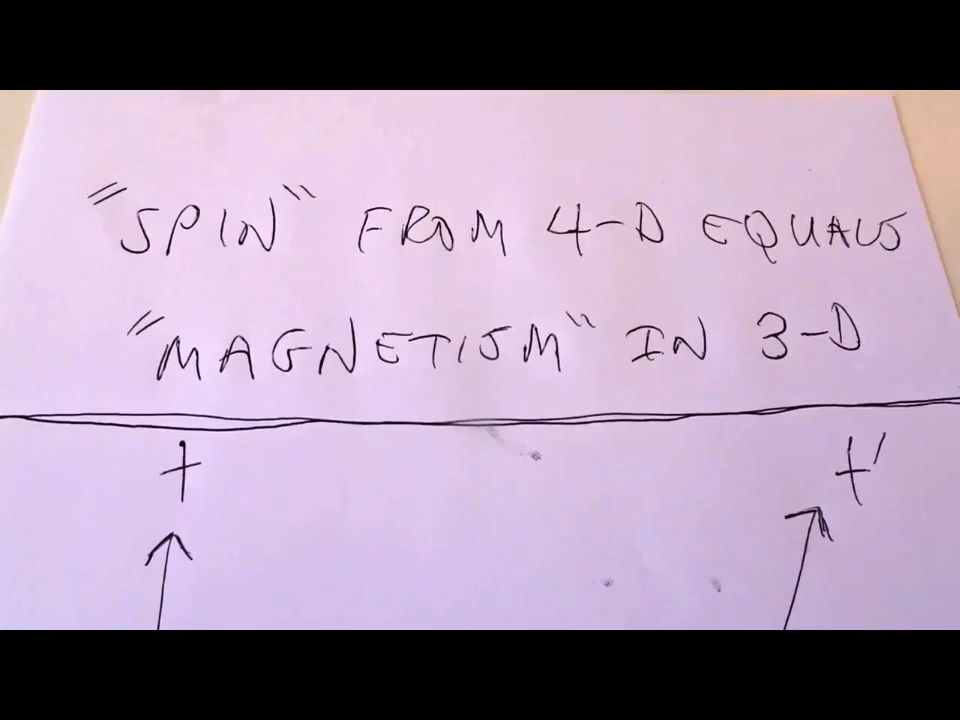 "SPIN" FROM 4-D EQUALS
"MAGNETISM" IN 3-D
t t'